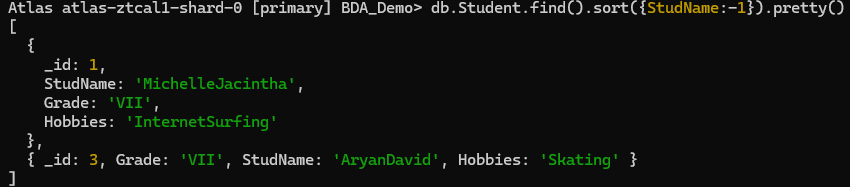 Atlas atlas-ztcal1-shard-0 [primary] BDA_Demo> db.Student.find().sort({StudName:-1}).pretty()
[
  {
    _id: 1,
    StudName: 'MichelleJacintha',
    Grade: 'VII',
    Hobbies: 'InternetSurfing'
  },
  { _id: 3, Grade: 'VII', StudName: 'AryanDavid', Hobbies: 'Skating' }
]